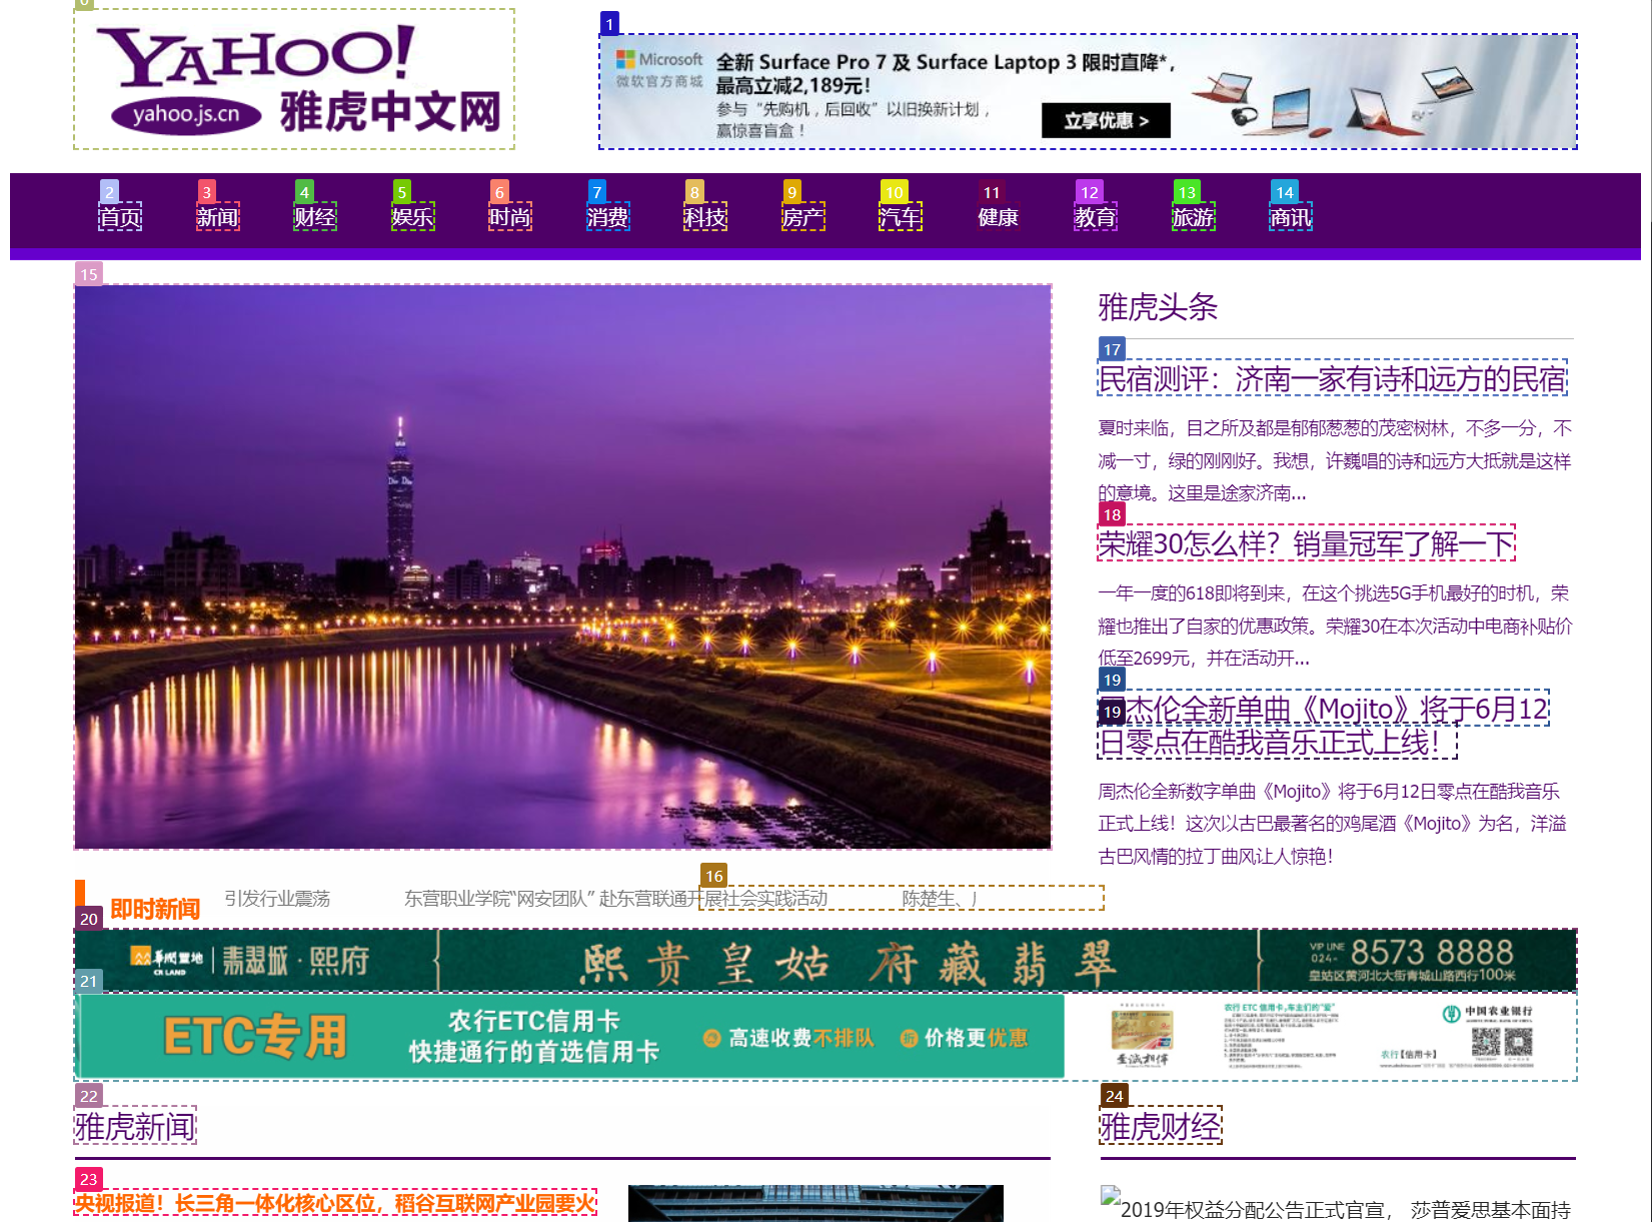 YAHOO!
yahoo.js.cn 雅虎中文网
Microsoft
微软官方商城
全新 Surface Pro 7 及 Surface Laptop 3 限时直降*，
最高立减2,189元！
参与“先购机，后回收”以旧换新计划，
赢惊喜盲盒！
立享优惠 >
1
2 3 4 5 6 7 8 9 10 11 12 13 14
首页 新闻 财经 娱乐 时尚 消费 科技 房产 汽车 健康 教育 旅游 商讯
15
雅虎头条
17
民宿测评：济南一家有诗和远方的民宿
夏时来临，目之所及都是郁郁葱葱的茂密树林，不多一分，不
减一寸，绿的刚刚好。我想，许巍唱的诗和远方大抵就是这样
的意境。这里是途家济南...
18
荣耀30怎么样？销量冠军了解一下
一年一度的618即将到来，在这个挑选5G手机最好的时机，荣
耀也推出了自家的优惠政策。荣耀30在本次活动中电商补贴价
低至2699元，并在活动开...
19
19
周杰伦全新单曲《Mojito》将于6月12
日零点在酷我音乐正式上线！
周杰伦全新数字单曲《Mojito》将于6月12日零点在酷我音乐
正式上线！这次以古巴最著名的鸡尾酒《Mojito》为名，洋溢
古巴风情的拉丁曲风让人惊艳！
16
20
即时新闻
引发行业震荡 东营职业学院“网安团队” 赴东营联通开展社会实践活动 陈楚生、
CR LAND
翡翠城·熙府
熙贵皇姑 府藏翡翠
VIP LINE
024- 8573 8888
皇姑区黄河北大街青城山路西行100米
21
ETC专用
农行ETC信用卡
快捷通行的首选信用卡
高速收费不排队 折 价格更优惠
农行 ETC 信用卡,车主们的“爱”
中国农业银行
农行【信用卡】
22
雅虎新闻
24
雅虎财经
23
央视报道！长三角一体化核心区位，稻谷互联网产业园要火
2019年权益分配公告正式官宣， 莎普爱思基本面持